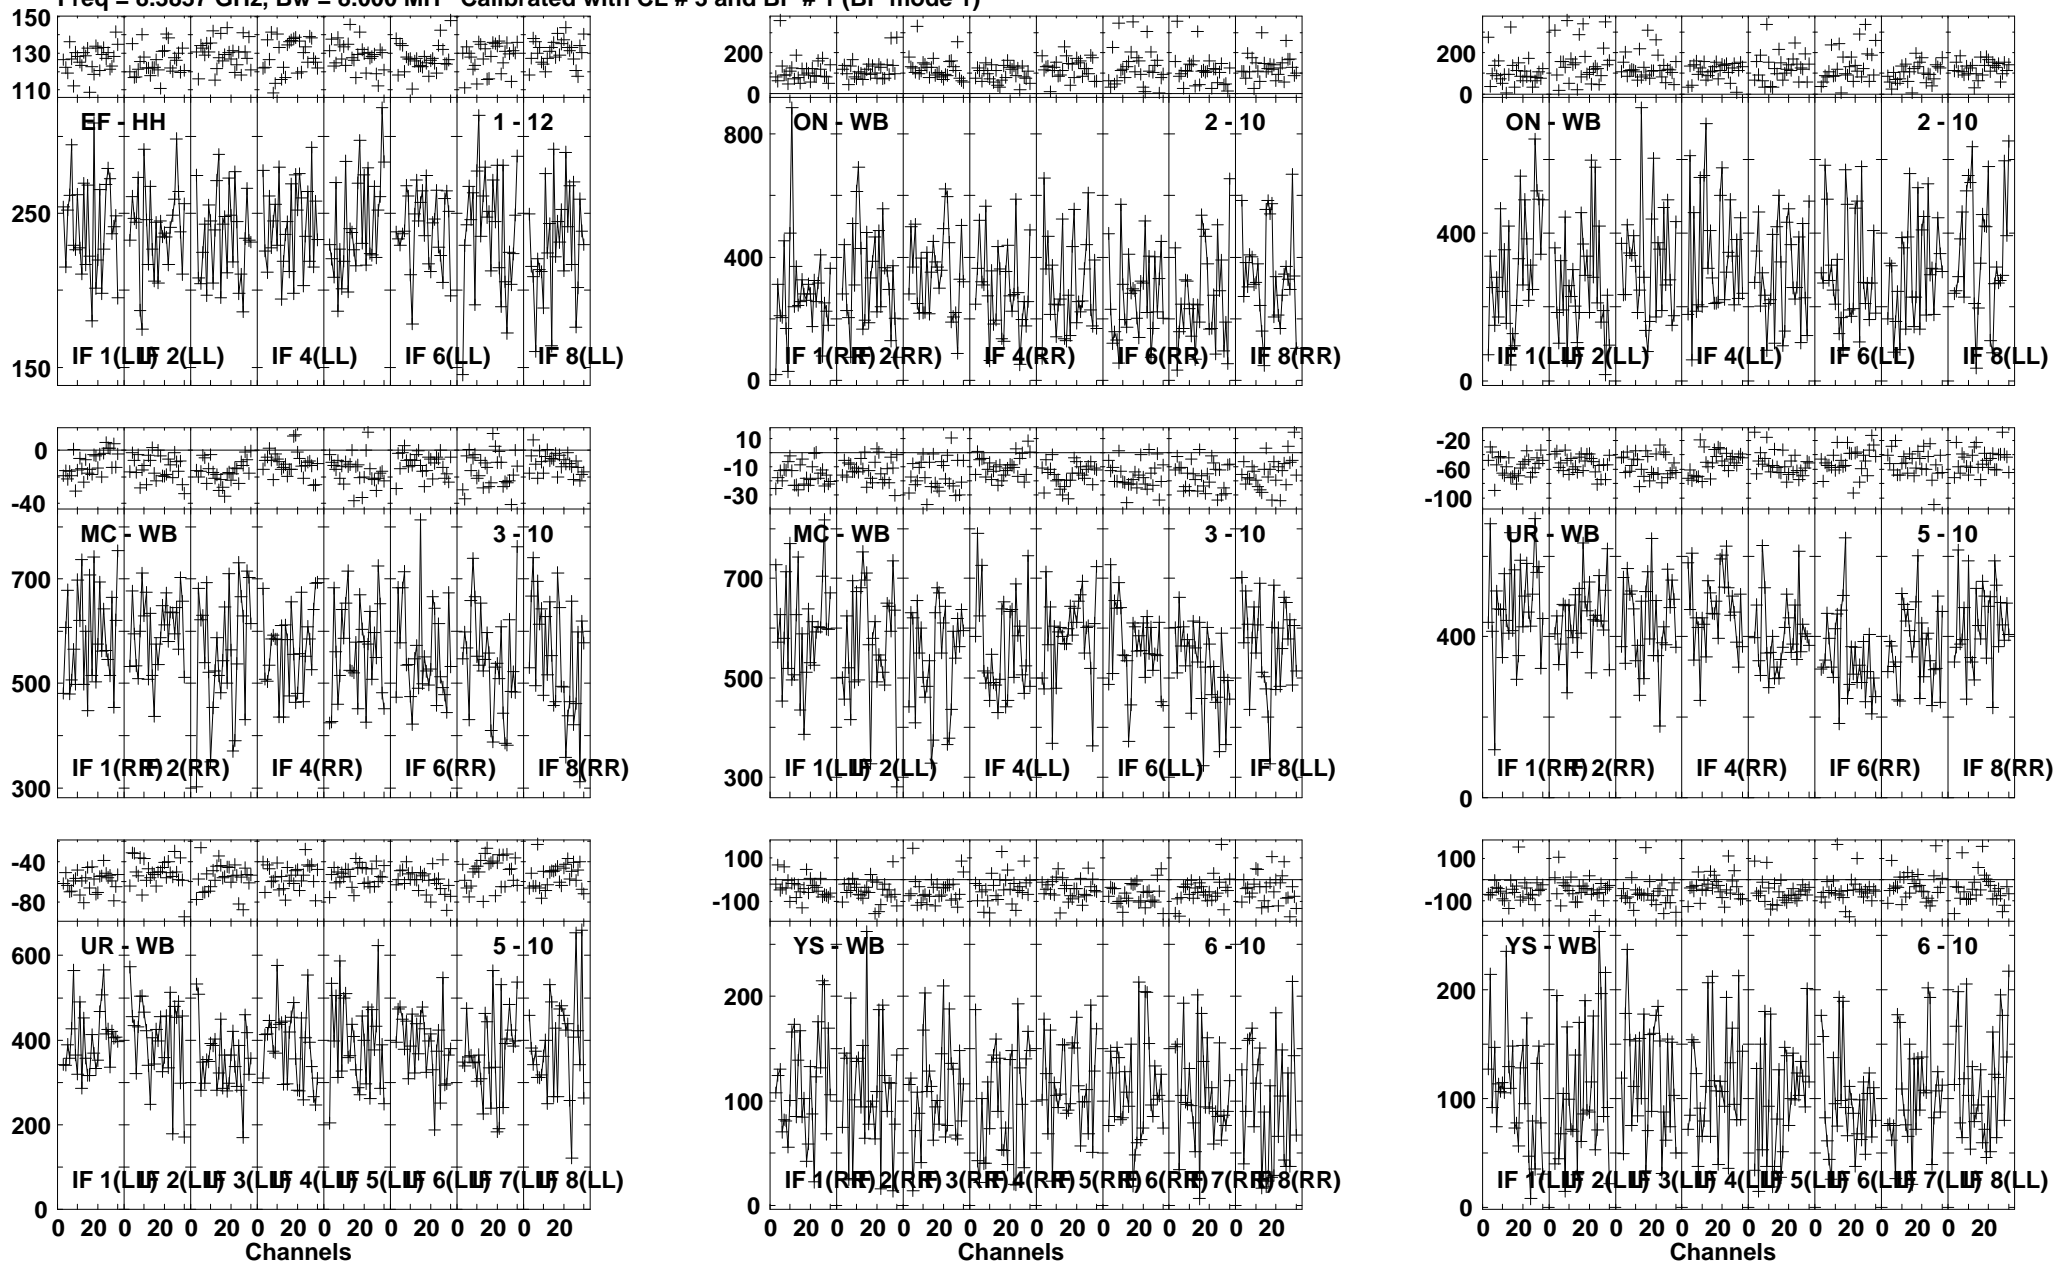 Freq = 8.3837 GHz, Bw = 8.000 MH Calibrated with CL # 3 and BP # 1 (BP mode 1)
150
130
110
EF - HH 1 - 12
250
150
IF 1(LL) IF 2(LL) IF 4(LL) IF 6(LL) IF 8(LL)
200
0
ON - WB 2 - 10
800
400
0
IF 1(RR) IF 2(RR) IF 4(RR) IF 6(RR) IF 8(RR)
200
0
ON - WB 2 - 10
400
0
IF 1(LL) IF 2(LL) IF 4(LL) IF 6(LL) IF 8(LL)
0
-40
MC - WB 3 - 10
700
500
300
IF 1(RR) IF 2(RR) IF 4(RR) IF 6(RR) IF 8(RR)
10
-10
-30
MC - WB 3 - 10
700
500
300
IF 1(LL) IF 2(LL) IF 4(LL) IF 6(LL) IF 8(LL)
-20
-60
-100
UR - WB 5 - 10
400
0
IF 1(RR) IF 2(RR) IF 4(RR) IF 6(RR) IF 8(RR)
-40
-80
UR - WB 5 - 10
600
400
200
0
IF 1(LL) IF 2(LL) IF 3(LL) IF 4(LL) IF 5(LL) IF 6(LL) IF 7(LL) IF 8(LL)
0 20 0 20 0 20 0 20 0 20 0 20 0 20 0 20
Channels
100
-100
YS - WB 6 - 10
200
100
0
IF 1(RR) IF 2(RR) IF 3(RR) IF 4(RR) IF 5(RR) IF 6(RR) IF 7(RR) IF 8(RR)
0 20 0 20 0 20 0 20 0 20 0 20 0 20 0 20
Channels
100
-100
YS - WB 6 - 10
200
100
0
IF 1(LL) IF 2(LL) IF 3(LL) IF 4(LL) IF 5(LL) IF 6(LL) IF 7(LL) IF 8(LL)
0 20 0 20 0 20 0 20 0 20 0 20 0 20 0 20
Channels